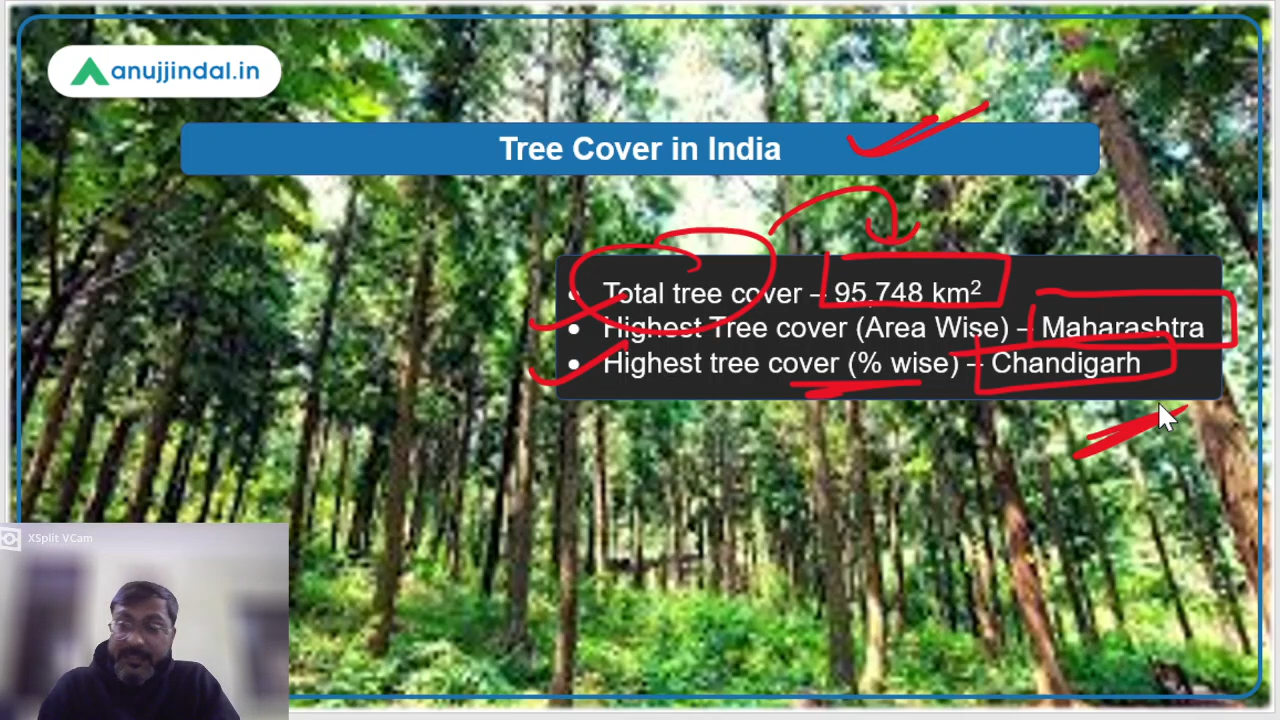 anujjindal.in
Tree Cover in India
• Total tree cover – 95,748 km²
• Highest Tree cover (Area Wise) – Maharashtra
• Highest tree cover (% wise) – Chandigarh
XSplit VCam